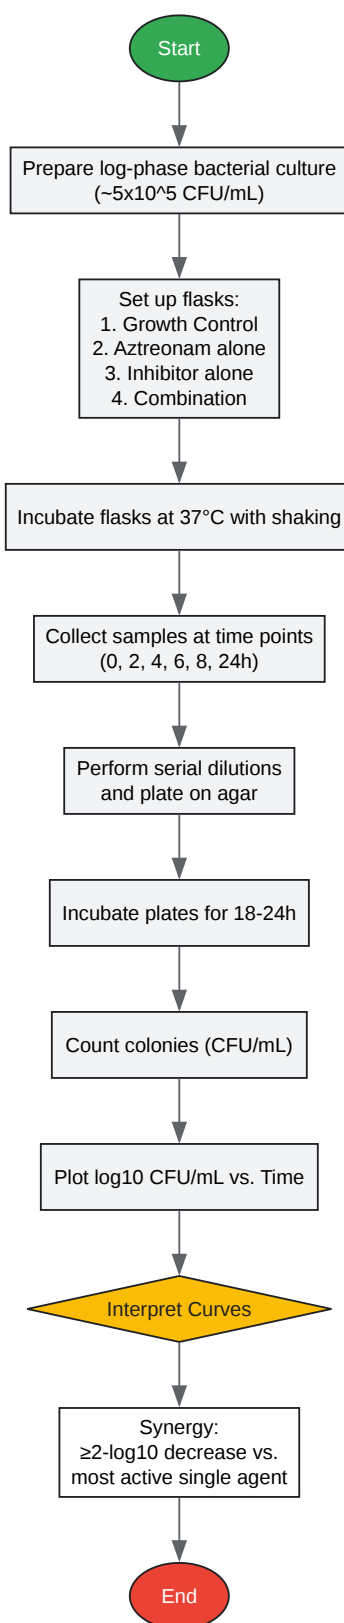 Start
Prepare log-phase bacterial culture
(~5x10^5 CFU/mL)
Set up flasks:
1. Growth Control
2. Aztreonam alone
3. Inhibitor alone
4. Combination
Incubate flasks at 37°C with shaking
Collect samples at time points
(0, 2, 4, 6, 8, 24h)
Perform serial dilutions
and plate on agar
Incubate plates for 18-24h
Count colonies (CFU/mL)
Plot log10 CFU/mL vs. Time
Interpret Curves
Synergy:
≥2-log10 decrease vs.
most active single agent
End